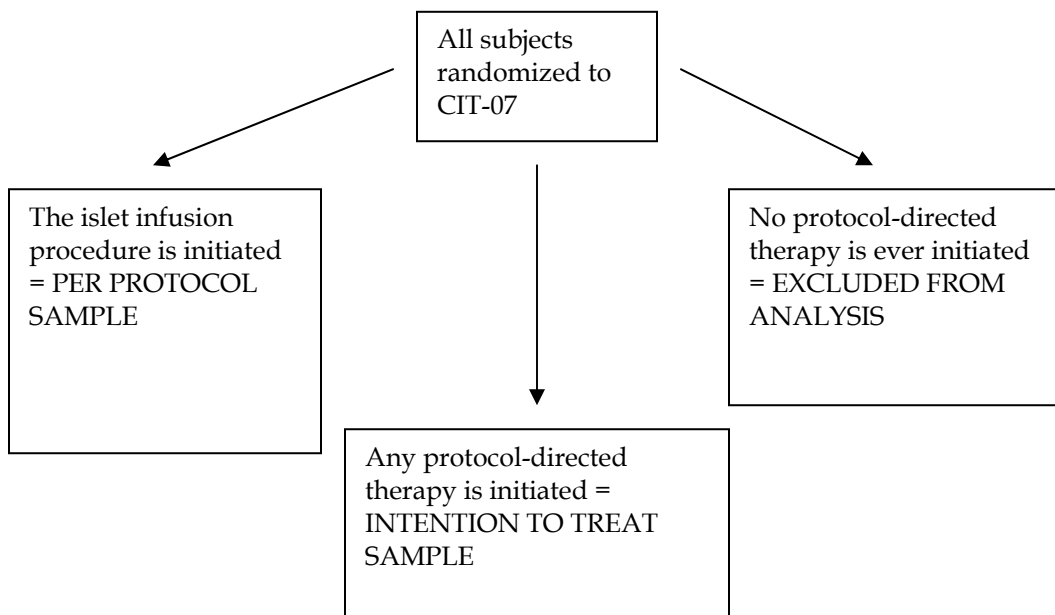 All subjects
randomized to
CIT-07
The islet infusion
procedure is initiated
= PER PROTOCOL
SAMPLE
No protocol-directed
therapy is ever initiated
= EXCLUDED FROM
ANALYSIS
Any protocol-directed
therapy is initiated =
INTENTION TO TREAT
SAMPLE